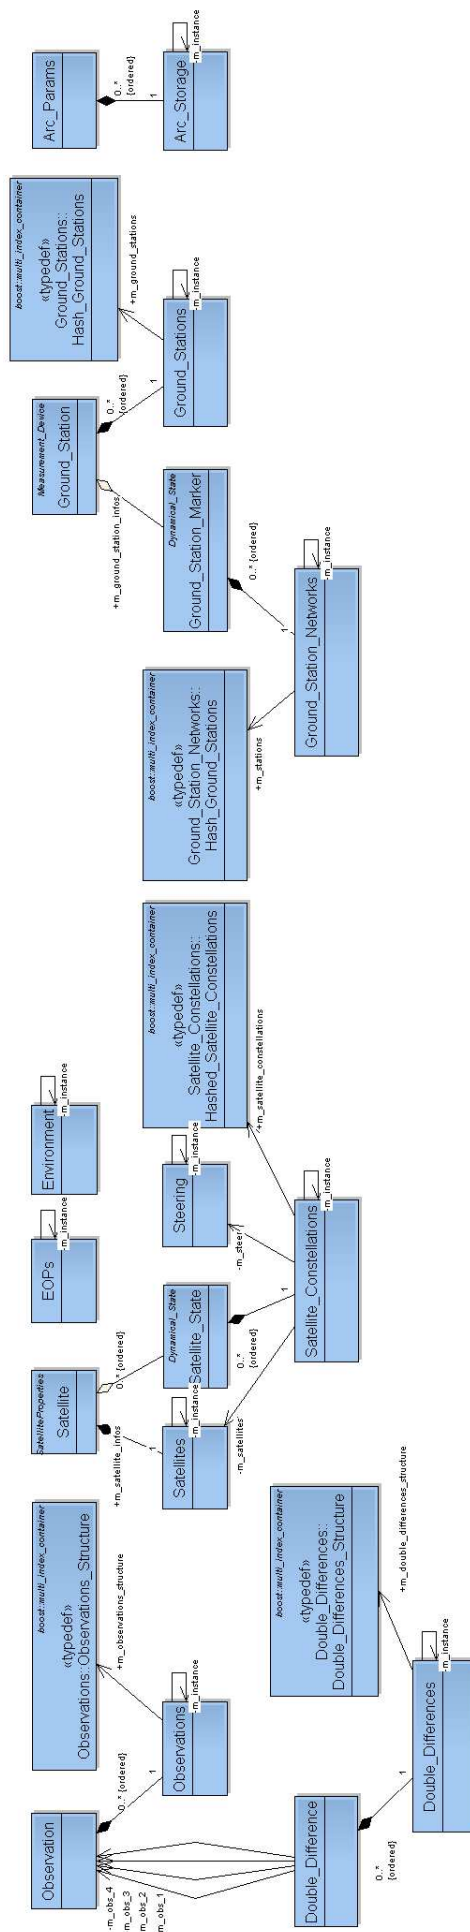 Observation
-m_obs_4
m_obs_3
m_obs_2
m_obs_1
0..* {ordered}
1
Observations
-m_instance
+m_observations_structure
boost::multi_index_container
«typedef»
Observations::Observations_Structure
Double_Difference
0..*
{ordered}
1
Double_Differences
-m_instance
+m_double_differences_structure
boost::multi_index_container
«typedef»
Double_Differences::
Double_Differences_Structure
SatelliteProperties
Satellite
+m_satellite_infos
1
0..* {ordered}
Satellites
-m_instance
-m_satellites
Dynamical_State
Satellite_State
0..*
{ordered}
1
Satellite_Constellations
-m_instance
-m_steer
Steering
-m_instance
+m_satellite_constellations
EOPs
-m_instance
Environment
-m_instance
boost::multi_index_container
«typedef»
Satellite_Constellations::
Hashed_Satellite_Constellations
boost::multi_index_container
«typedef»
Ground_Station_Networks::
Hash_Ground_Stations
+m_stations
Ground_Station_Networks
-m_instance
1
0..* {ordered}
Dynamical_State
Ground_Station_Marker
+m_ground_station_infos
Measurement_Device
Ground_Station
0..*
{ordered}
1
Ground_Stations
-m_instance
+m_ground_stations
boost::multi_index_container
«typedef»
Ground_Stations::
Hash_Ground_Stations
Arc_Params
0..*
{ordered}
1
Arc_Storage
-m_instance